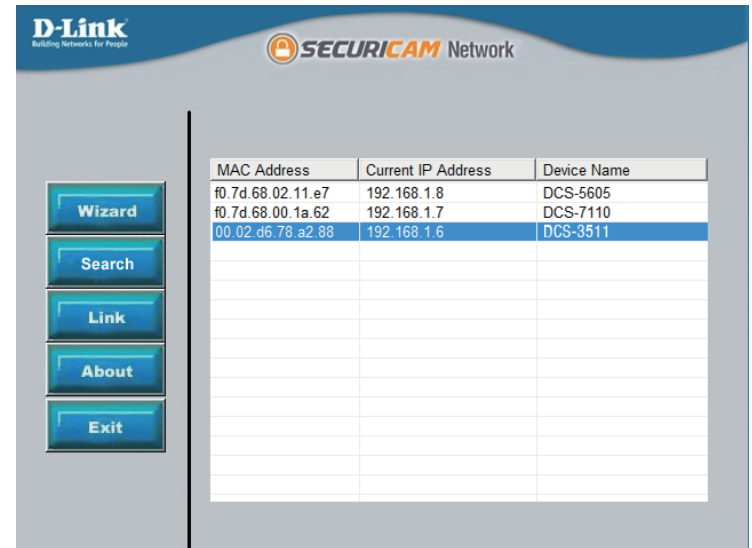 D-Link
Building Networks for People
SECURICAM Network
MAC Address Current IP Address Device Name
f0.7d.68.02.11.e7 192.168.1.8 DCS-5605
f0.7d.68.00.1a.62 192.168.1.7 DCS-7110
00.02.d6.78.a2.88 192.168.1.6 DCS-3511
Wizard
Search
Link
About
Exit